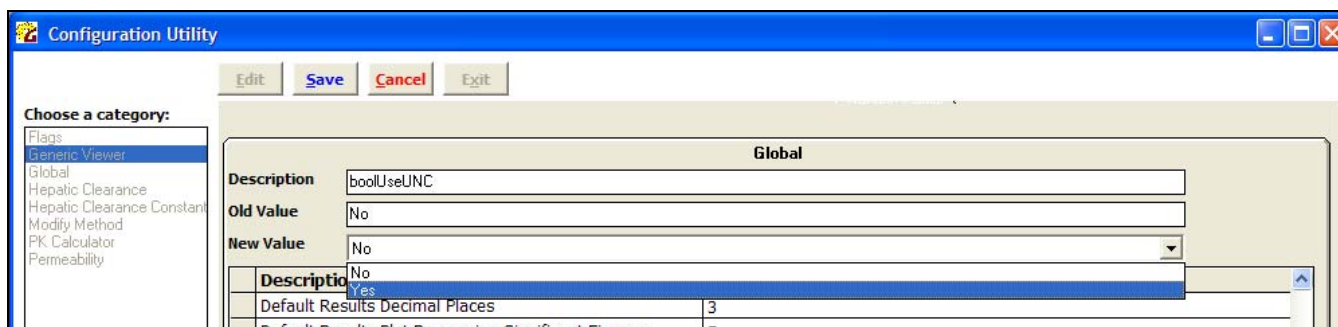 Configuration Utility
Edit Save Cancel Exit
Choose a category:
Flags
Generic Viewer
Global
Hepatic Clearance
Hepatic Clearance Constant
Modify Method
PK Calculator
Permeability
Global
Description boolUseUNC
Old Value No
New Value No
No
Yes
Descriptio
Default Results Decimal Places 3